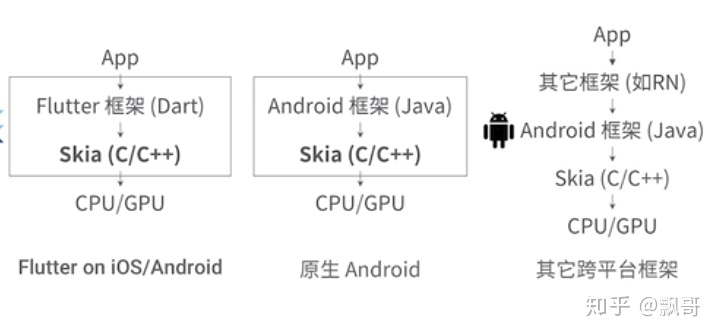 App
Flutter 框架 (Dart)
Skia (C/C++)
CPU/GPU
Flutter on iOS/Android
App
Android 框架 (Java)
Skia (C/C++)
CPU/GPU
原生 Android
App
其它框架 (如RN)
Android 框架 (Java)
Skia (C/C++)
CPU/GPU
其它跨平台框架
知乎 @飘哥